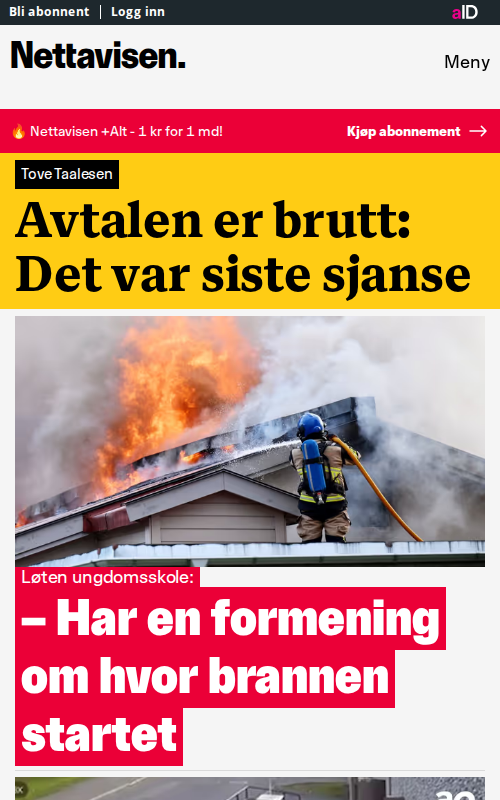 Bli abonnent | Logg inn
aID
Nettavisen.
Meny
🔥 Nettavisen +Alt - 1 kr for 1 md!
Kjøp abonnement →
Tove Taalesen
Avtalen er brutt:
Det var siste sjanse
Løten ungdomsskole:
– Har en formening
om hvor brannen
startet